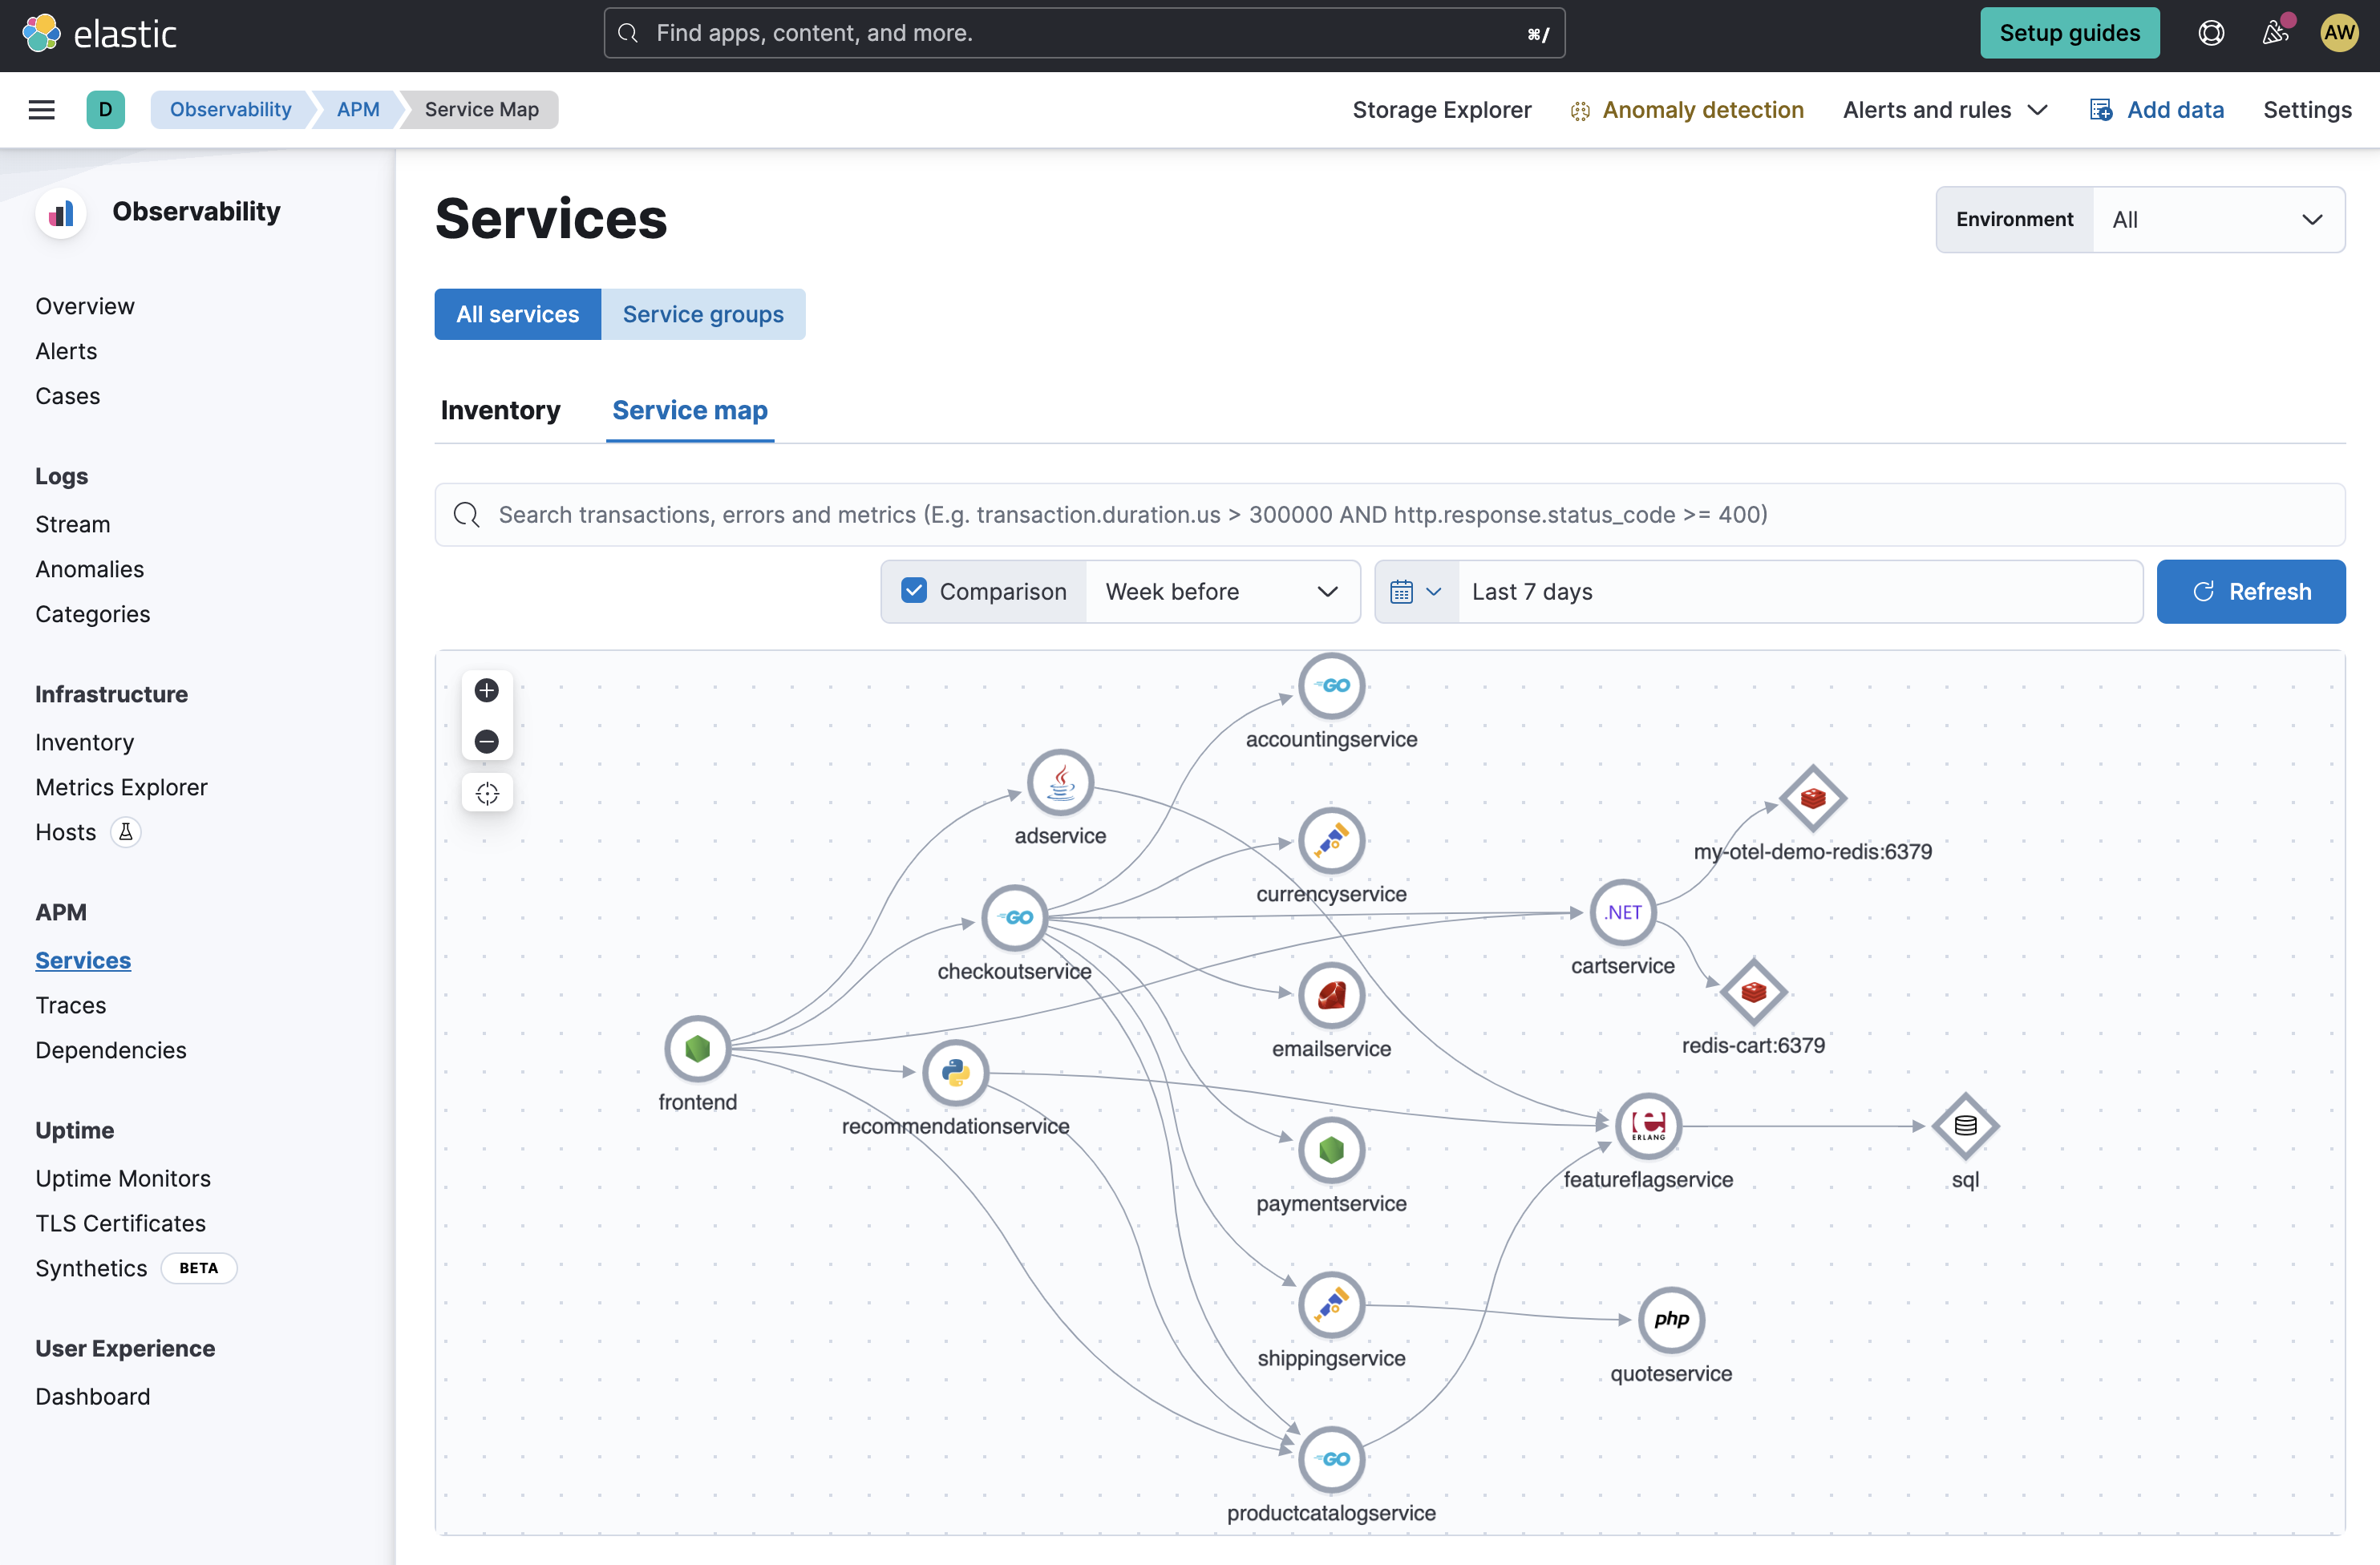 elastic
Find apps, content, and more.
⌘/
Setup guides
AW
D
Observability
APM
Service Map
Storage Explorer
Anomaly detection
Alerts and rules
Add data
Settings
Observability
Overview
Alerts
Cases
Logs
Stream
Anomalies
Categories
Infrastructure
Inventory
Metrics Explorer
Hosts
APM
Services
Traces
Dependencies
Uptime
Uptime Monitors
TLS Certificates
Synthetics BETA
User Experience
Dashboard
Services
Environment All
All services
Service groups
Inventory
Service map
Search transactions, errors and metrics (E.g. transaction.duration.us > 300000 AND http.response.status_code >= 400)
Comparison
Week before
Last 7 days
Refresh
GO
accountingservice
adservice
my-otel-demo-redis:6379
currencyservice
GO
checkoutservice
.NET
cartservice
emailservice
redis-cart:6379
frontend
recommendationservice
ERLANG
featureflagservice
sql
paymentservice
shippingservice
php
quoteservice
GO
productcatalogservice